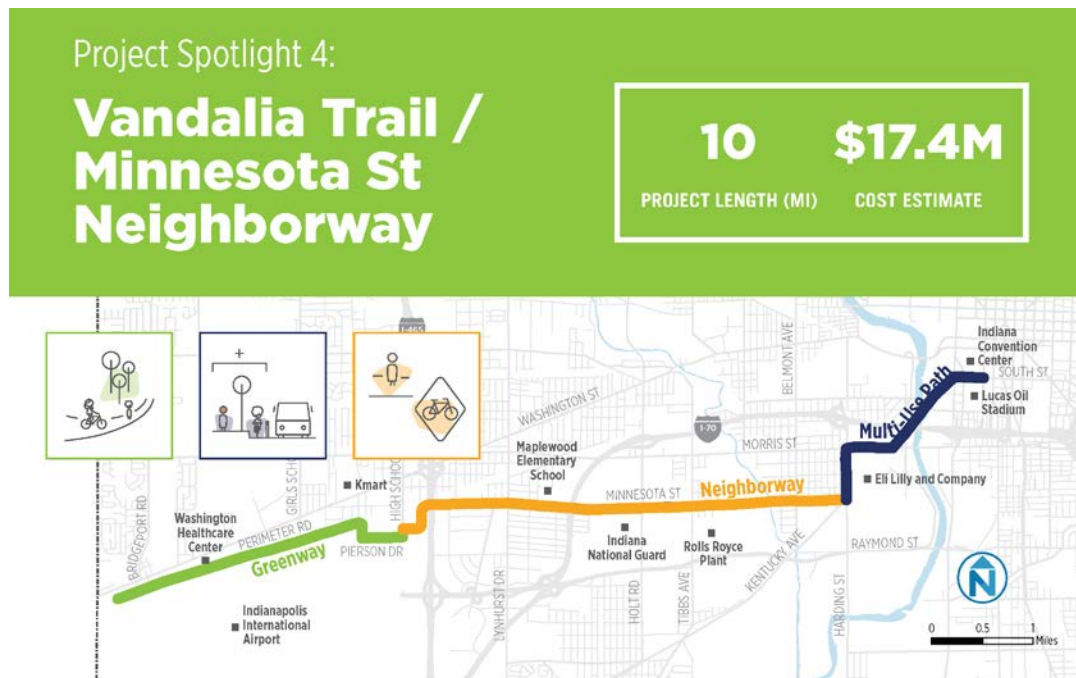 Project Spotlight 4:
Vandalia Trail /
Minnesota St
Neighborway
10
PROJECT LENGTH (MI)
$17.4M
COST ESTIMATE
I-465
BELMONT AVE
Indiana
Convention
Center
SOUTH ST
Lucas Oil
Stadium
Multi-Use Path
WASHINGTON ST
I-70
MORRIS ST
Maplewood
Elementary
School
GIRLS SCHO
HIGH SCHOO
Kmart
MINNESOTA ST
Neighborway
Eli Lilly and Company
BRIDGEPORT RD
Washington
Healthcare
Center
PERIMETER RD
Greenway
PIERSON DR
Indiana
National Guard
Rolls Royce
Plant
KENTUCKY AVE
RAYMOND ST
LYNHURST DR
HOLT RD
TIBBS AVE
HARDING ST
Indianapolis
International
Airport
N
0 0.5 1
Miles